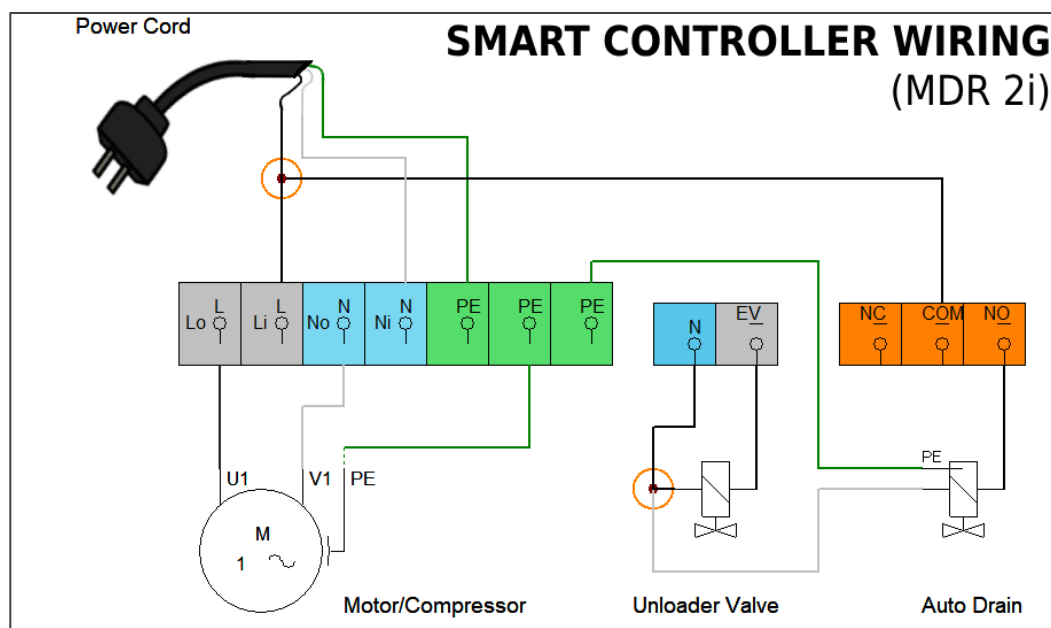 Power Cord
SMART CONTROLLER WIRING
(MDR 2i)
L L N N PE PE PE
Lo Li No Ni
N EV
NC COM NO
U1 V1 PE
PE
M
1
Motor/Compressor
Unloader Valve
Auto Drain